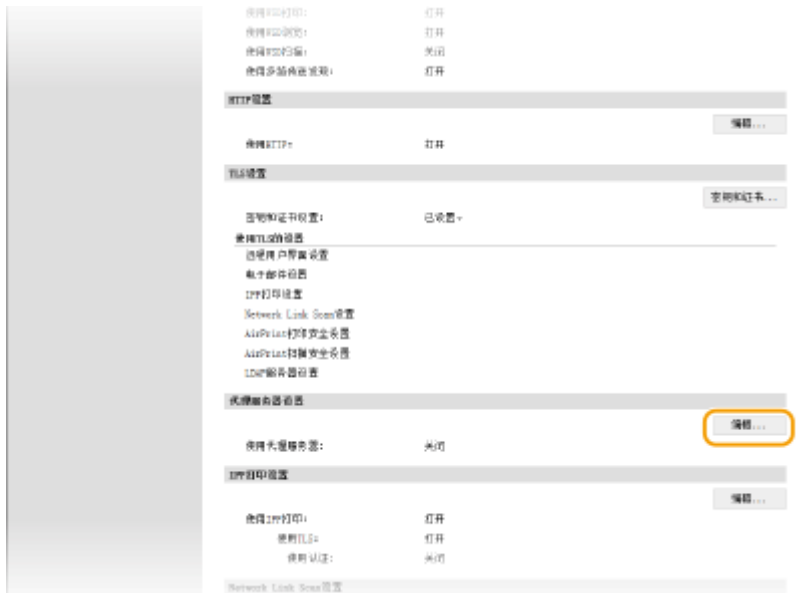 使用WSD打印: 打开
使用WSD浏览: 打开
使用WSD扫描: 关闭
使用多路传送发现: 打开
HTTP设置
编辑...
使用HTTP: 打开
TLS设置
密钥和证书...
密钥和证书设置: 已设置
使用TLS的设置
远程用户界面设置
电子邮件设置
IPP打印设置
Network Link Scan设置
AirPrint打印安全设置
AirPrint扫描安全设置
LDAP服务器设置
代理服务器设置
编辑...
使用代理服务器: 关闭
IPP打印设置
编辑...
使用IPP打印: 打开
使用TLS: 打开
使用认证: 关闭
Network Link Scan设置